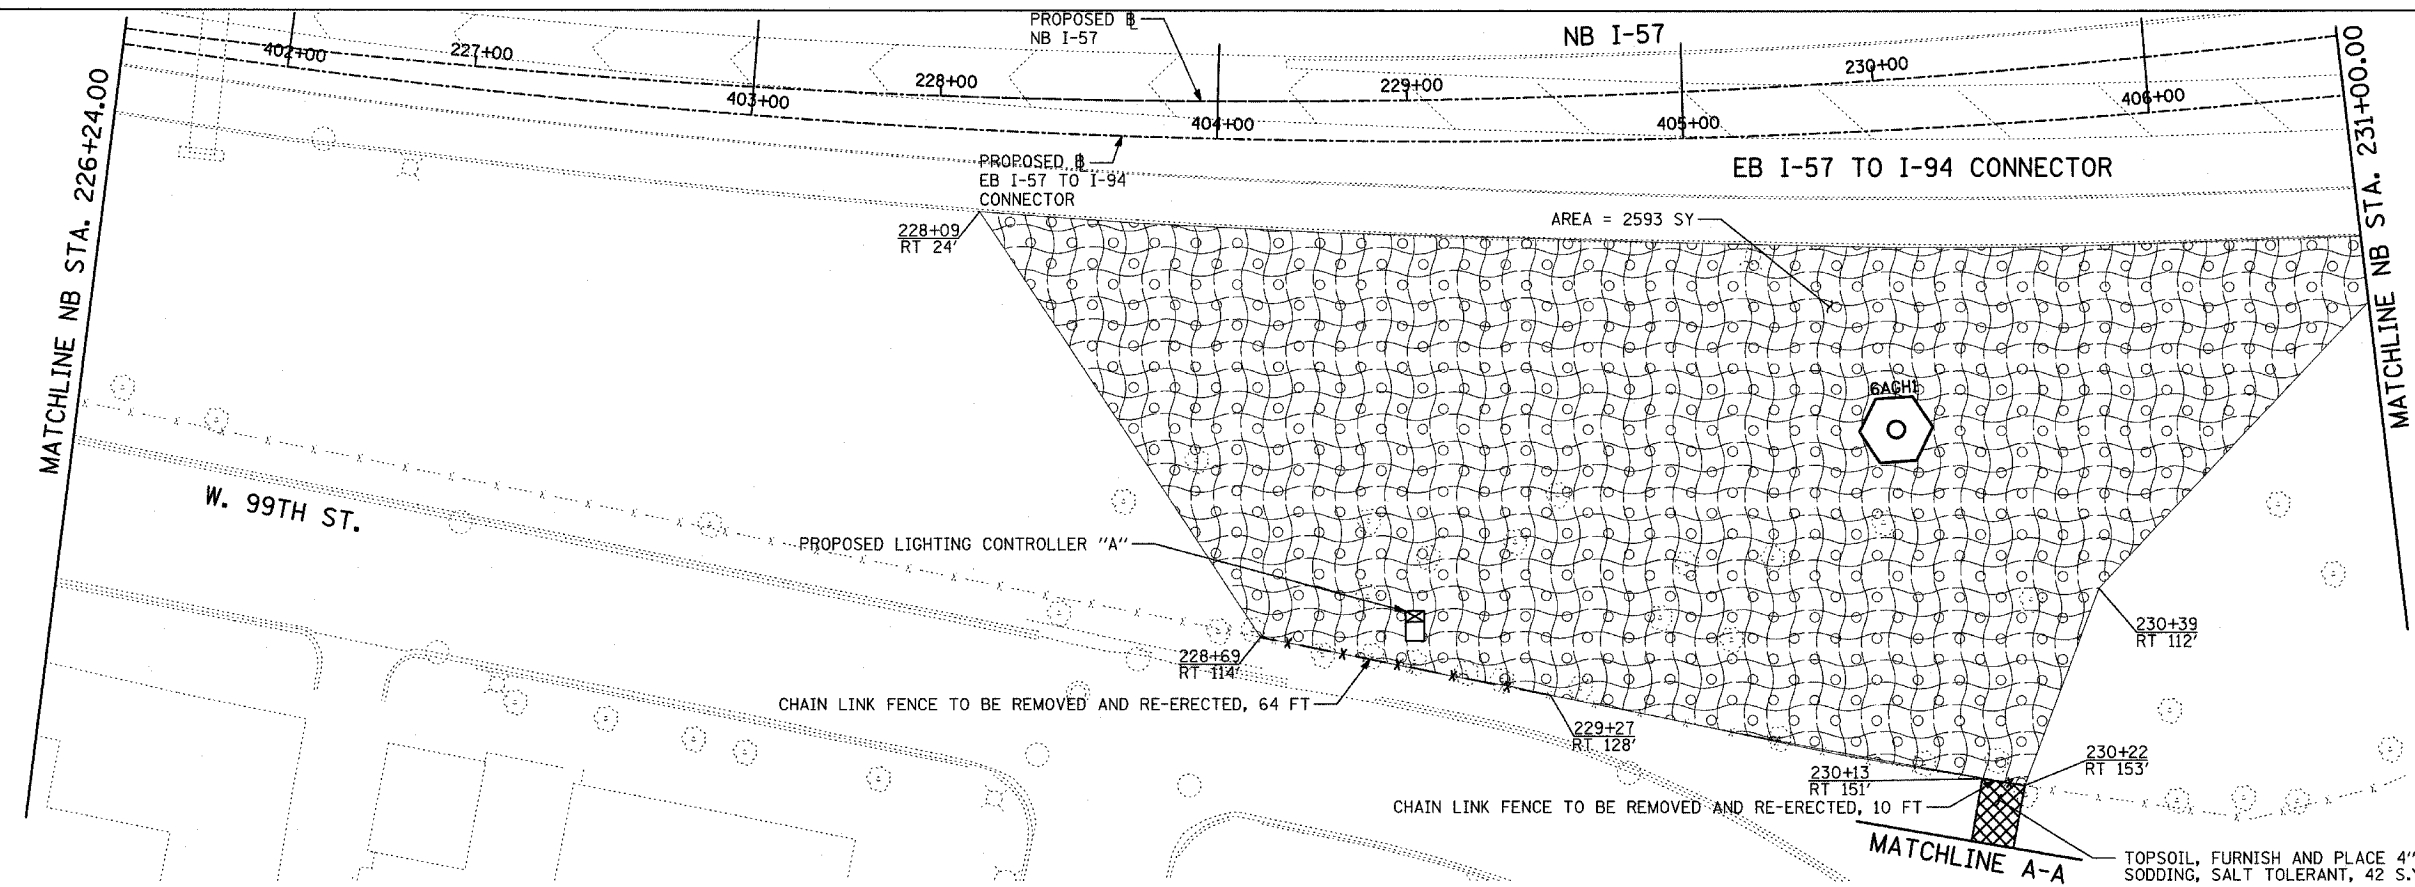 PROPOSED B
NB I-57
NB I-57
402+00
227+00
228+00
229+00
230+00
403+00
404+00
405+00
406+00
MATCHLINE NB STA. 226+24.00
MATCHLINE NB STA. 231+00.00
PROPOSED B
EB I-57 TO I-94
CONNECTOR
EB I-57 TO I-94 CONNECTOR
228+09
RT 24'
AREA = 2593 SY
6AGH1
W. 99TH ST.
PROPOSED LIGHTING CONTROLLER "A"
228+69
RT 114'
230+39
RT 112'
CHAIN LINK FENCE TO BE REMOVED AND RE-ERECTED, 64 FT
229+27
RT 128'
230+22
RT 153'
230+13
RT 151'
CHAIN LINK FENCE TO BE REMOVED AND RE-ERECTED, 10 FT
MATCHLINE A-A
TOPSOIL, FURNISH AND PLACE 4"
SODDING, SALT TOLERANT, 42 S.Y